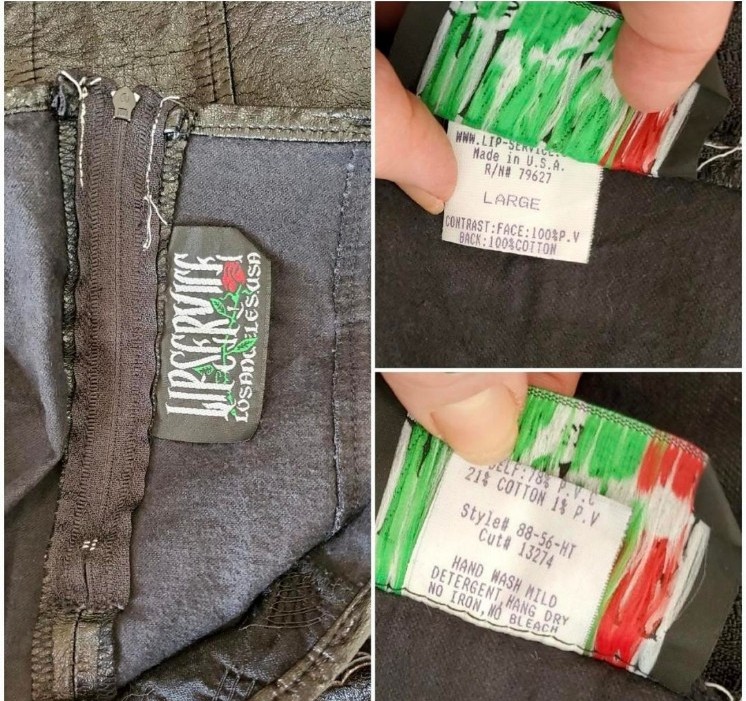 LIPSERVICE
LOS ANGELES.USA
WWW.LIP-SERVICE.
Made in U.S.A.
R/N# 79627
LARGE
CONTRAST:FACE:100%P.V
BACK:100%COTTON
SELF:78% P.V.C
21% COTTON 1% P.V
Style# 88-56-HT
Cut# 13274
HAND WASH MILD
DETERGENT HANG DRY
NO IRON,NO BLEACH